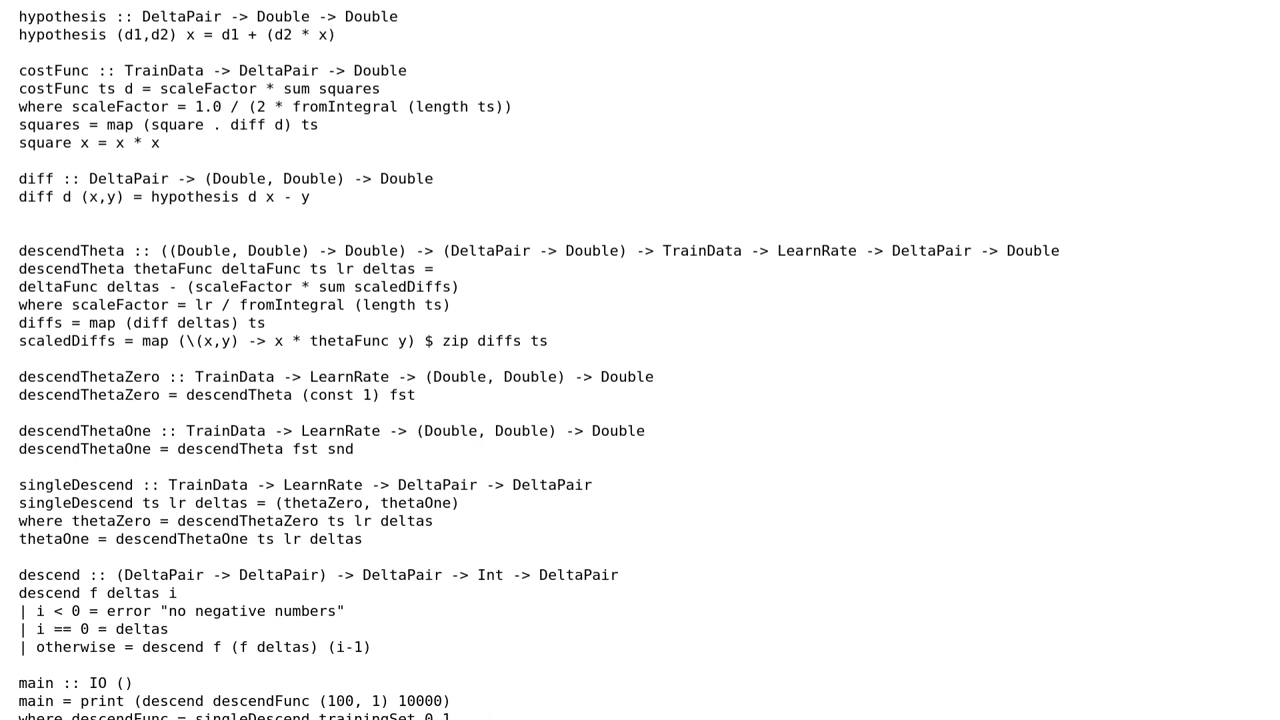 hypothesis :: DeltaPair -> Double -> Double
hypothesis (d1,d2) x = d1 + (d2 * x)

costFunc :: TrainData -> DeltaPair -> Double
costFunc ts d = scaleFactor * sum squares
where scaleFactor = 1.0 / (2 * fromIntegral (length ts))
squares = map (square . diff d) ts
square x = x * x

diff :: DeltaPair -> (Double, Double) -> Double
diff d (x,y) = hypothesis d x - y

descendTheta :: ((Double, Double) -> Double) -> (DeltaPair -> Double) -> TrainData -> LearnRate -> DeltaPair -> Double
descendTheta thetaFunc deltaFunc ts lr deltas =
deltaFunc deltas - (scaleFactor * sum scaledDiffs)
where scaleFactor = lr / fromIntegral (length ts)
diffs = map (diff deltas) ts
scaledDiffs = map (\(x,y) -> x * thetaFunc y) $ zip diffs ts

descendThetaZero :: TrainData -> LearnRate -> (Double, Double) -> Double
descendThetaZero = descendTheta (const 1) fst

descendThetaOne :: TrainData -> LearnRate -> (Double, Double) -> Double
descendThetaOne = descendTheta fst snd

singleDescend :: TrainData -> LearnRate -> DeltaPair -> DeltaPair
singleDescend ts lr deltas = (thetaZero, thetaOne)
where thetaZero = descendThetaZero ts lr deltas
thetaOne = descendThetaOne ts lr deltas

descend :: (DeltaPair -> DeltaPair) -> DeltaPair -> Int -> DeltaPair
descend f deltas i
| i < 0 = error "no negative numbers"
| i == 0 = deltas
| otherwise = descend f (f deltas) (i-1)

main :: IO ()
main = print (descend descendFunc (100, 1) 10000)
where descendFunc = singleDescend trainingSet 0.1